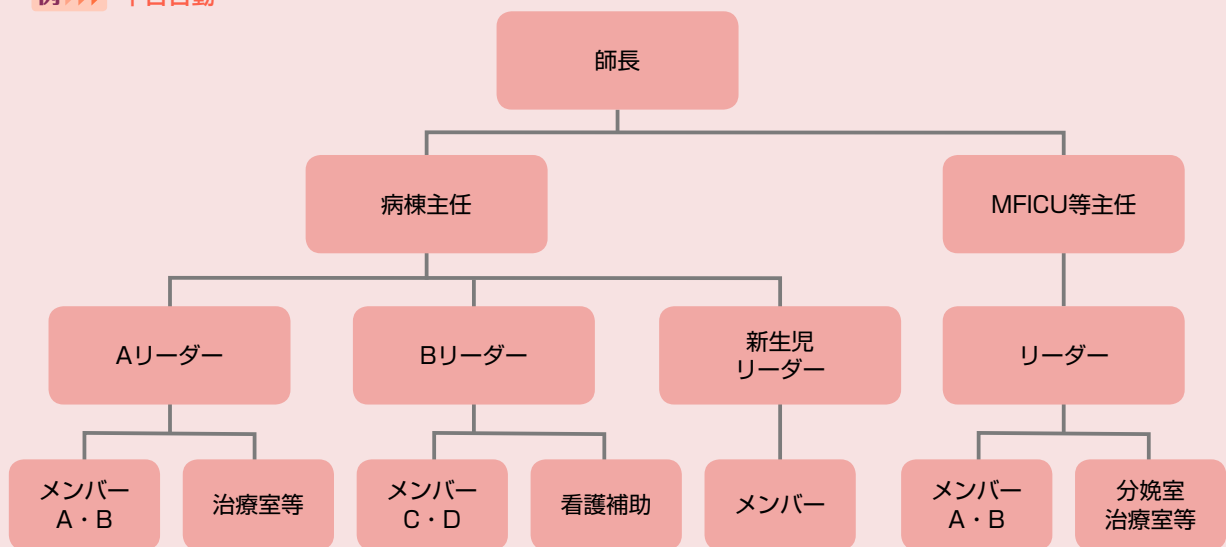 師長
病棟主任
MFICU等主任
Aリーダー
Bリーダー
新生児
リーダー
リーダー
メンバー
A・B
治療室等
メンバー
C・D
看護補助
メンバー
メンバー
A・B
分娩室
治療室等